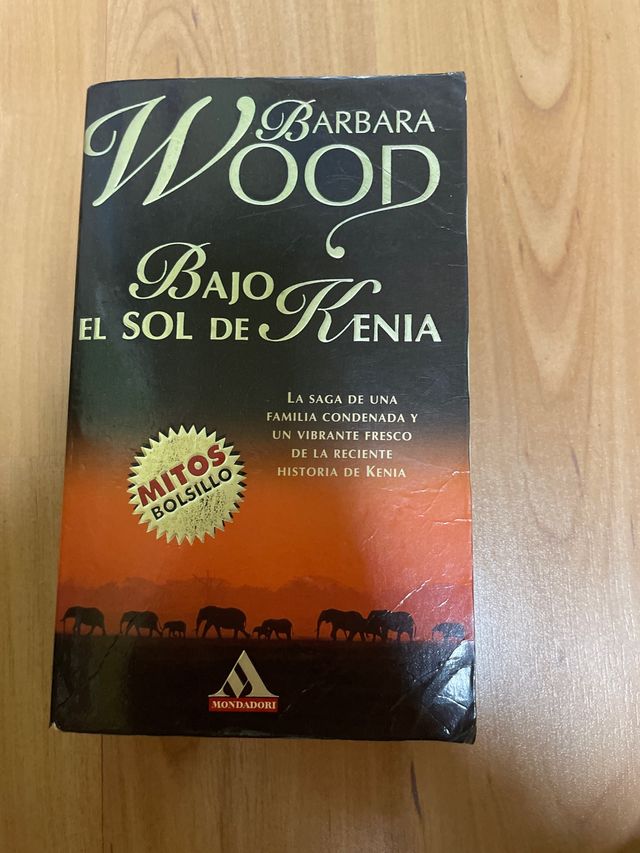 BARBARA
WOOD
BAJO
EL SOL DE KENIA
LA SAGA DE UNA
FAMILIA CONDENADA Y
UN VIBRANTE FRESCO
DE LA RECIENTE
HISTORIA DE KENIA
MITOS
BOLSILLO
MONDADORI